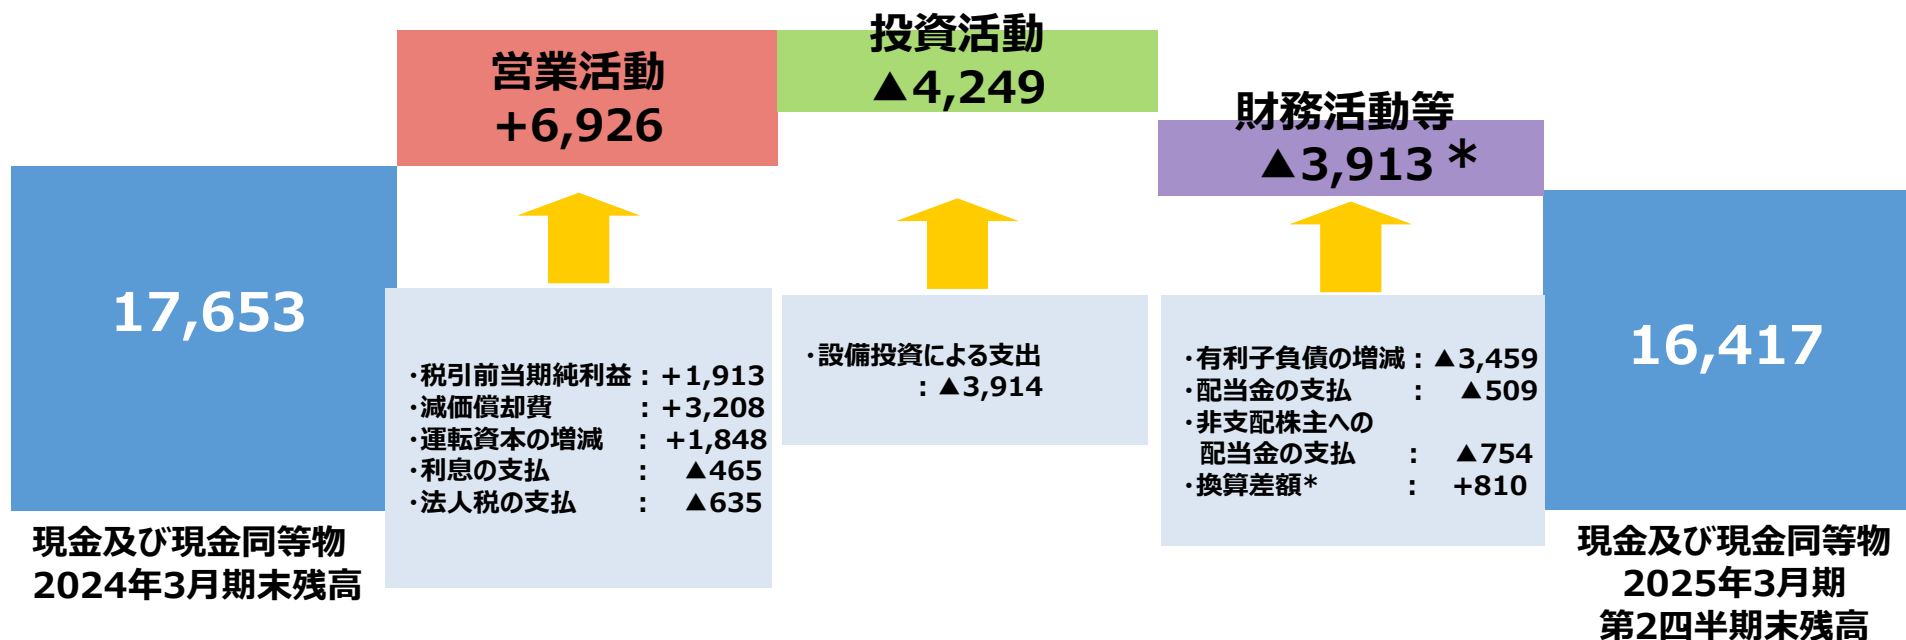 17,653
現金及び現金同等物
2024年3月期末残高
営業活動
+6,926
・税引前当期純利益：+1,913
・減価償却費　　　：+3,208
・運転資本の増減　：+1,848
・利息の支払　　　：　▲465
・法人税の支払　　：　▲635
投資活動
▲4,249
・設備投資による支出
：▲3,914
財務活動等
▲3,913＊
・有利子負債の増減：▲3,459
・配当金の支払　　：　▲509
・非支配株主への
配当金の支払　　：　▲754
・換算差額*　　　：　+810
16,417
現金及び現金同等物
2025年3月期
第2四半期末残高